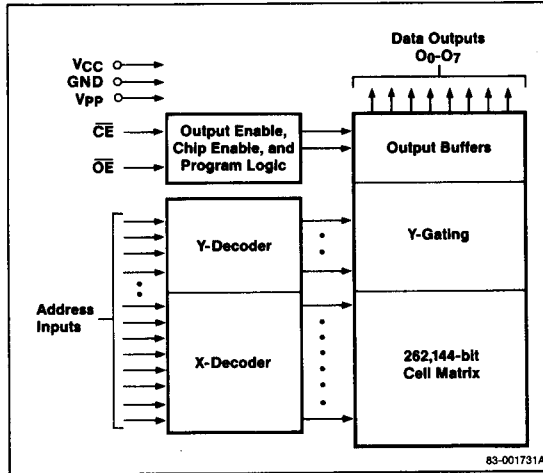 Data Outputs
O0-O7
VCC
GND
VPP
CE
OE
Output Enable,
Chip Enable, and
Program Logic
Output Buffers
Y-Decoder
Y-Gating
Address
Inputs
X-Decoder
262,144-bit
Cell Matrix
83-001731A